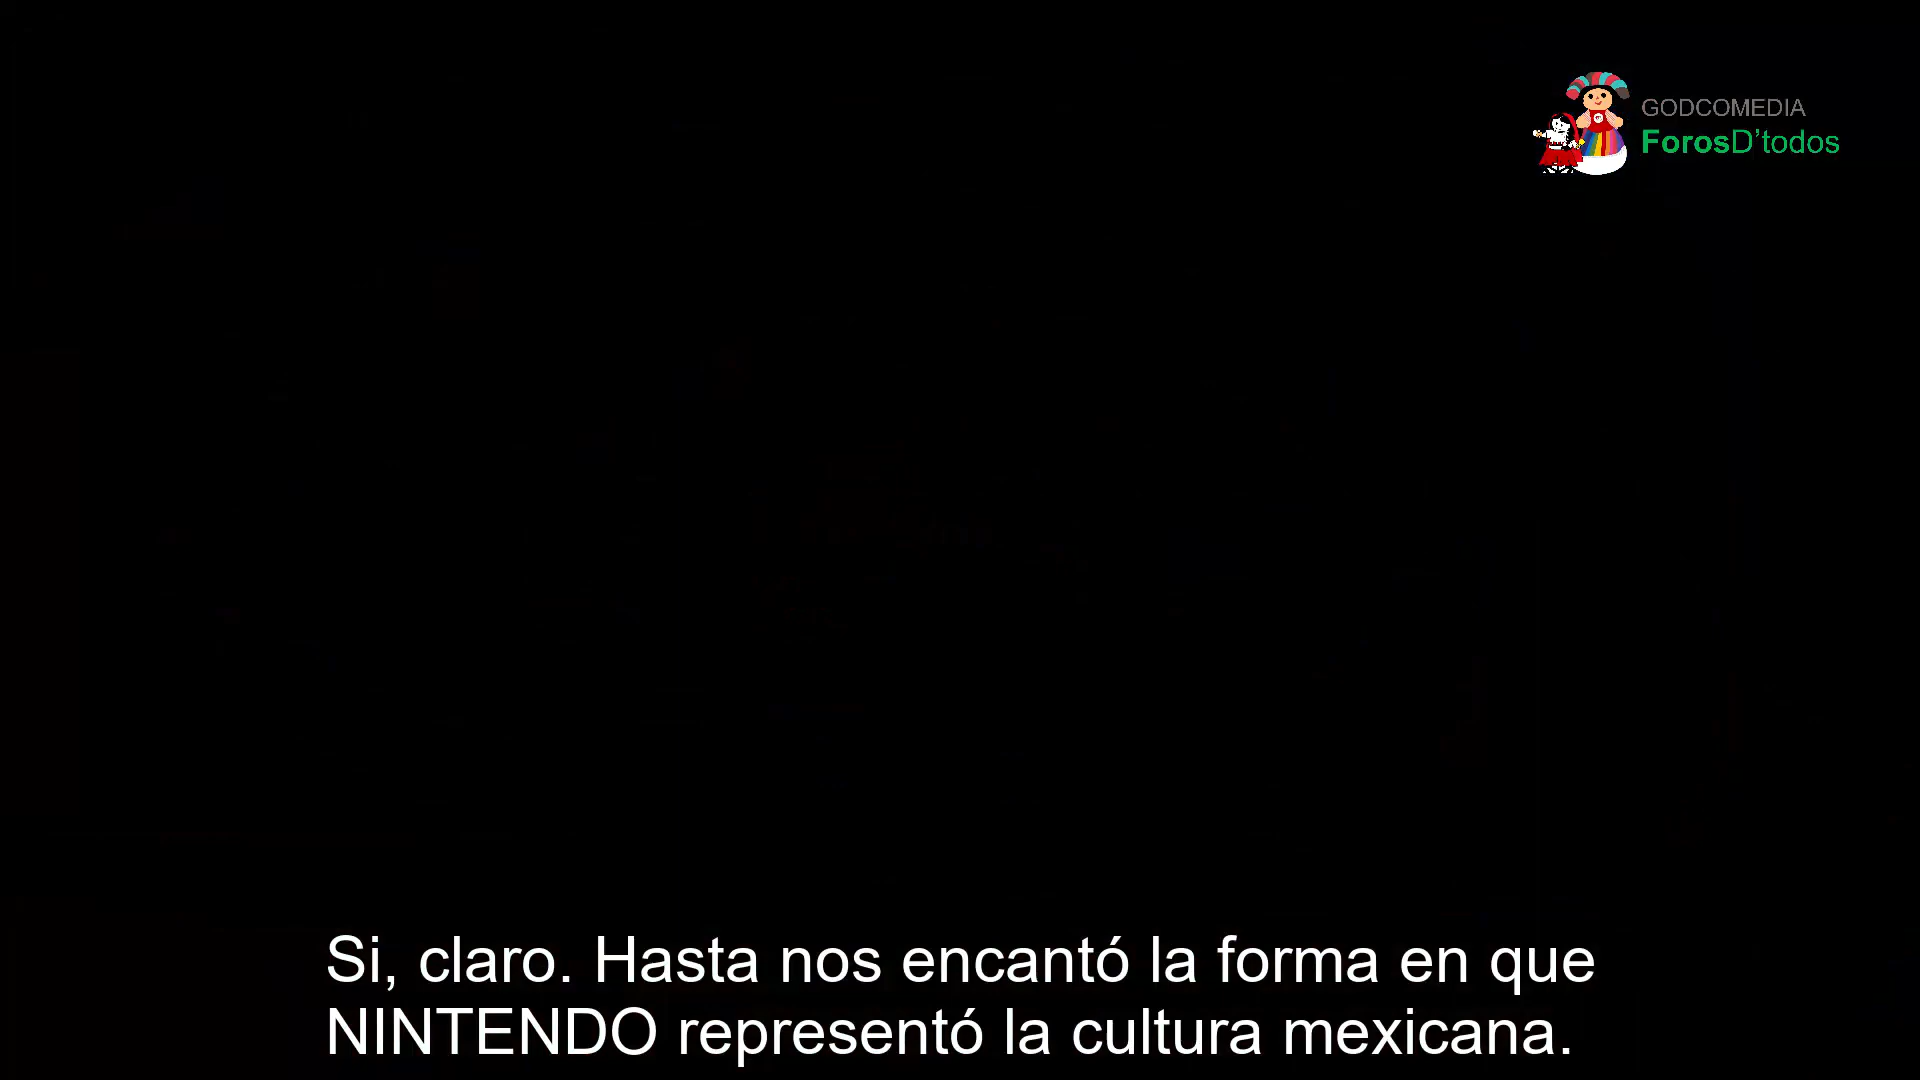 GODCOMEDIA
ForosD’todos
Si, claro. Hasta nos encantó la forma en que
NINTENDO representó la cultura mexicana.